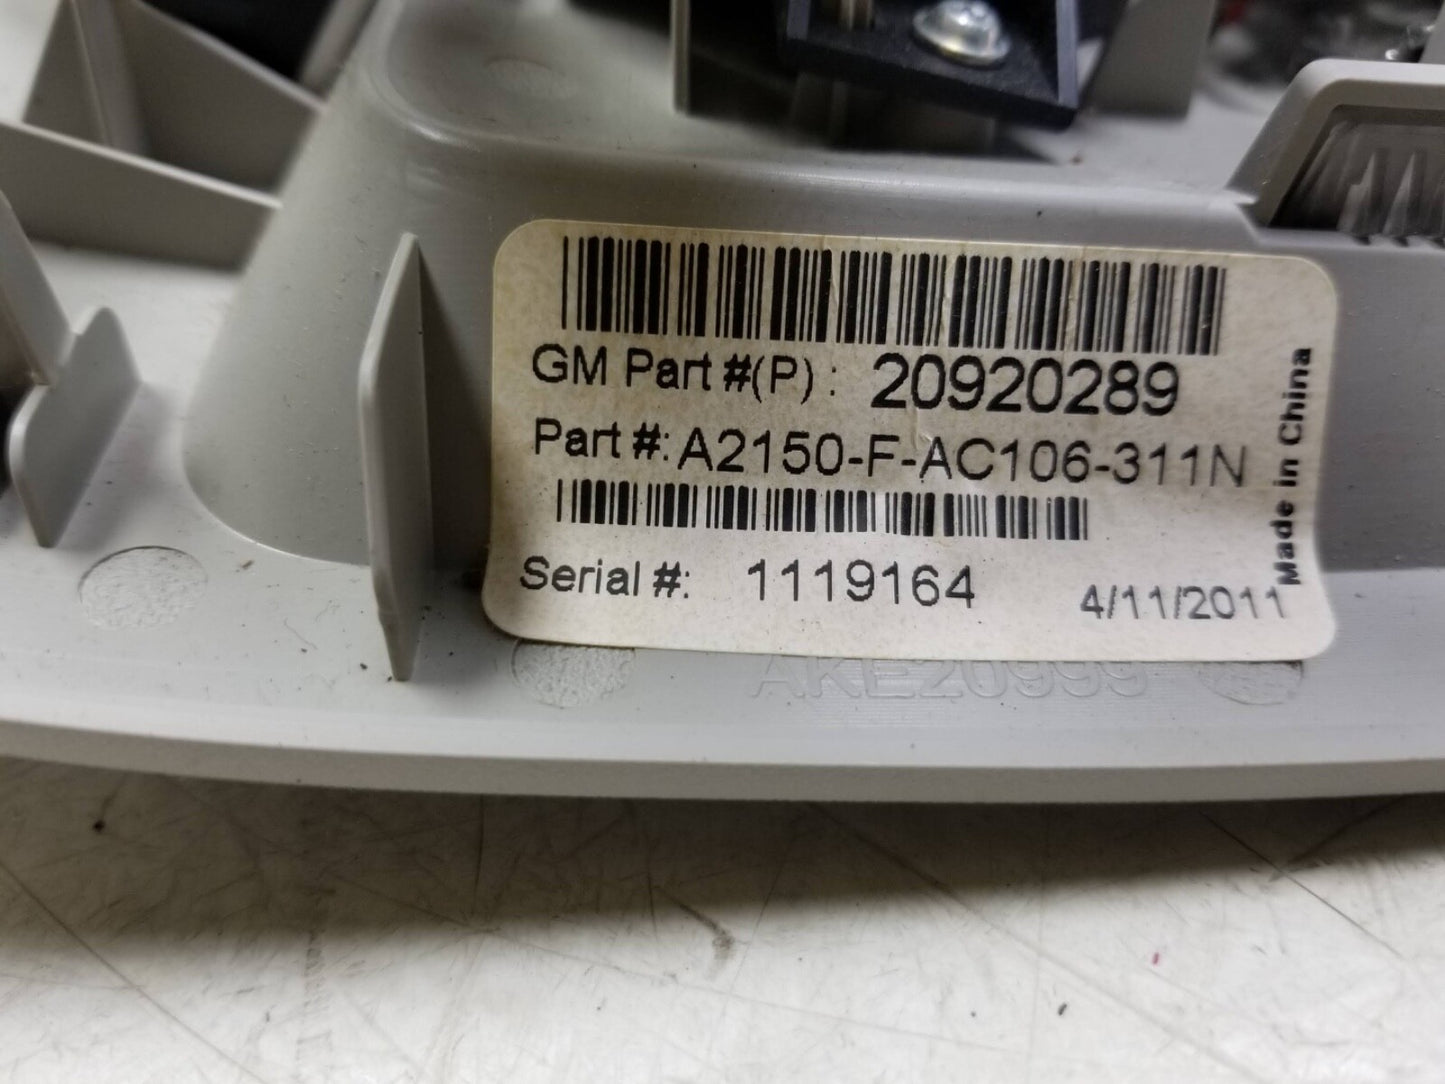 GM Part #(P) : 20920289
Part #: A2150-F-AC106-311N
Serial #: 1119164 4/11/2011
Made in China
AKE20999